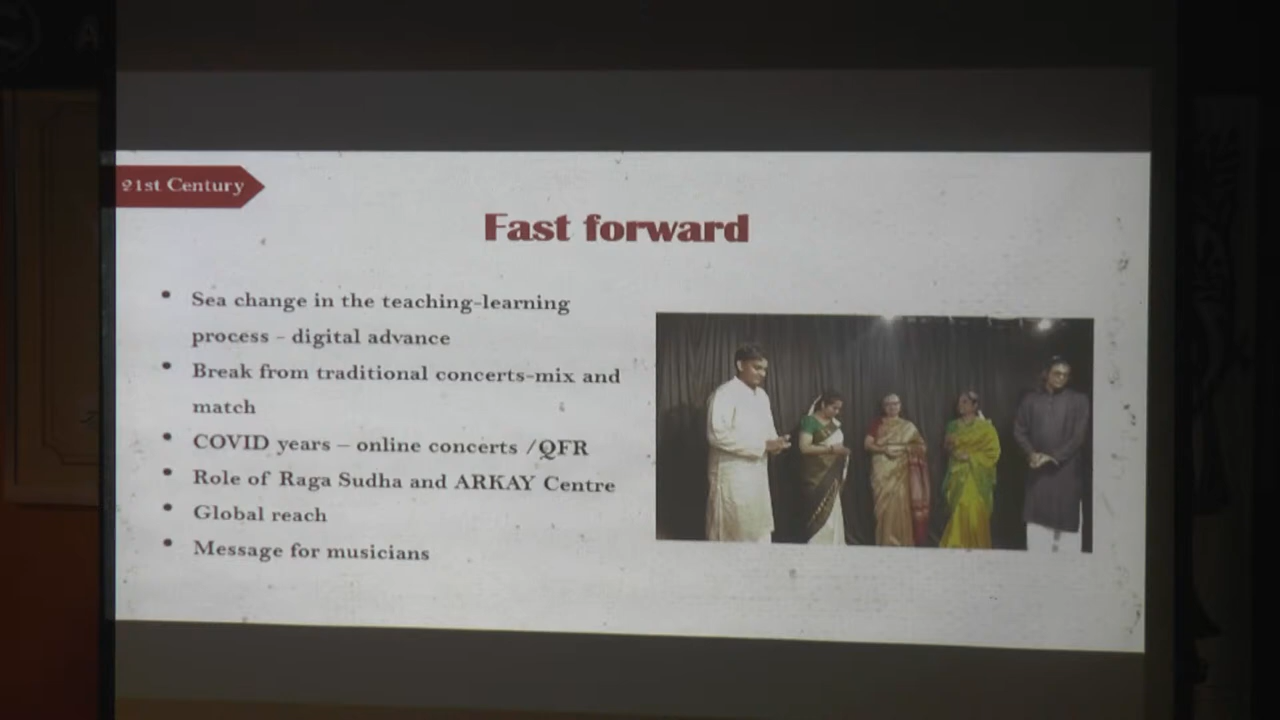 21st Century
Fast forward
• Sea change in the teaching-learning
process - digital advance
• Break from traditional concerts-mix and
match
• COVID years – online concerts /QFR
• Role of Raga Sudha and ARKAY Centre
• Global reach
• Message for musicians